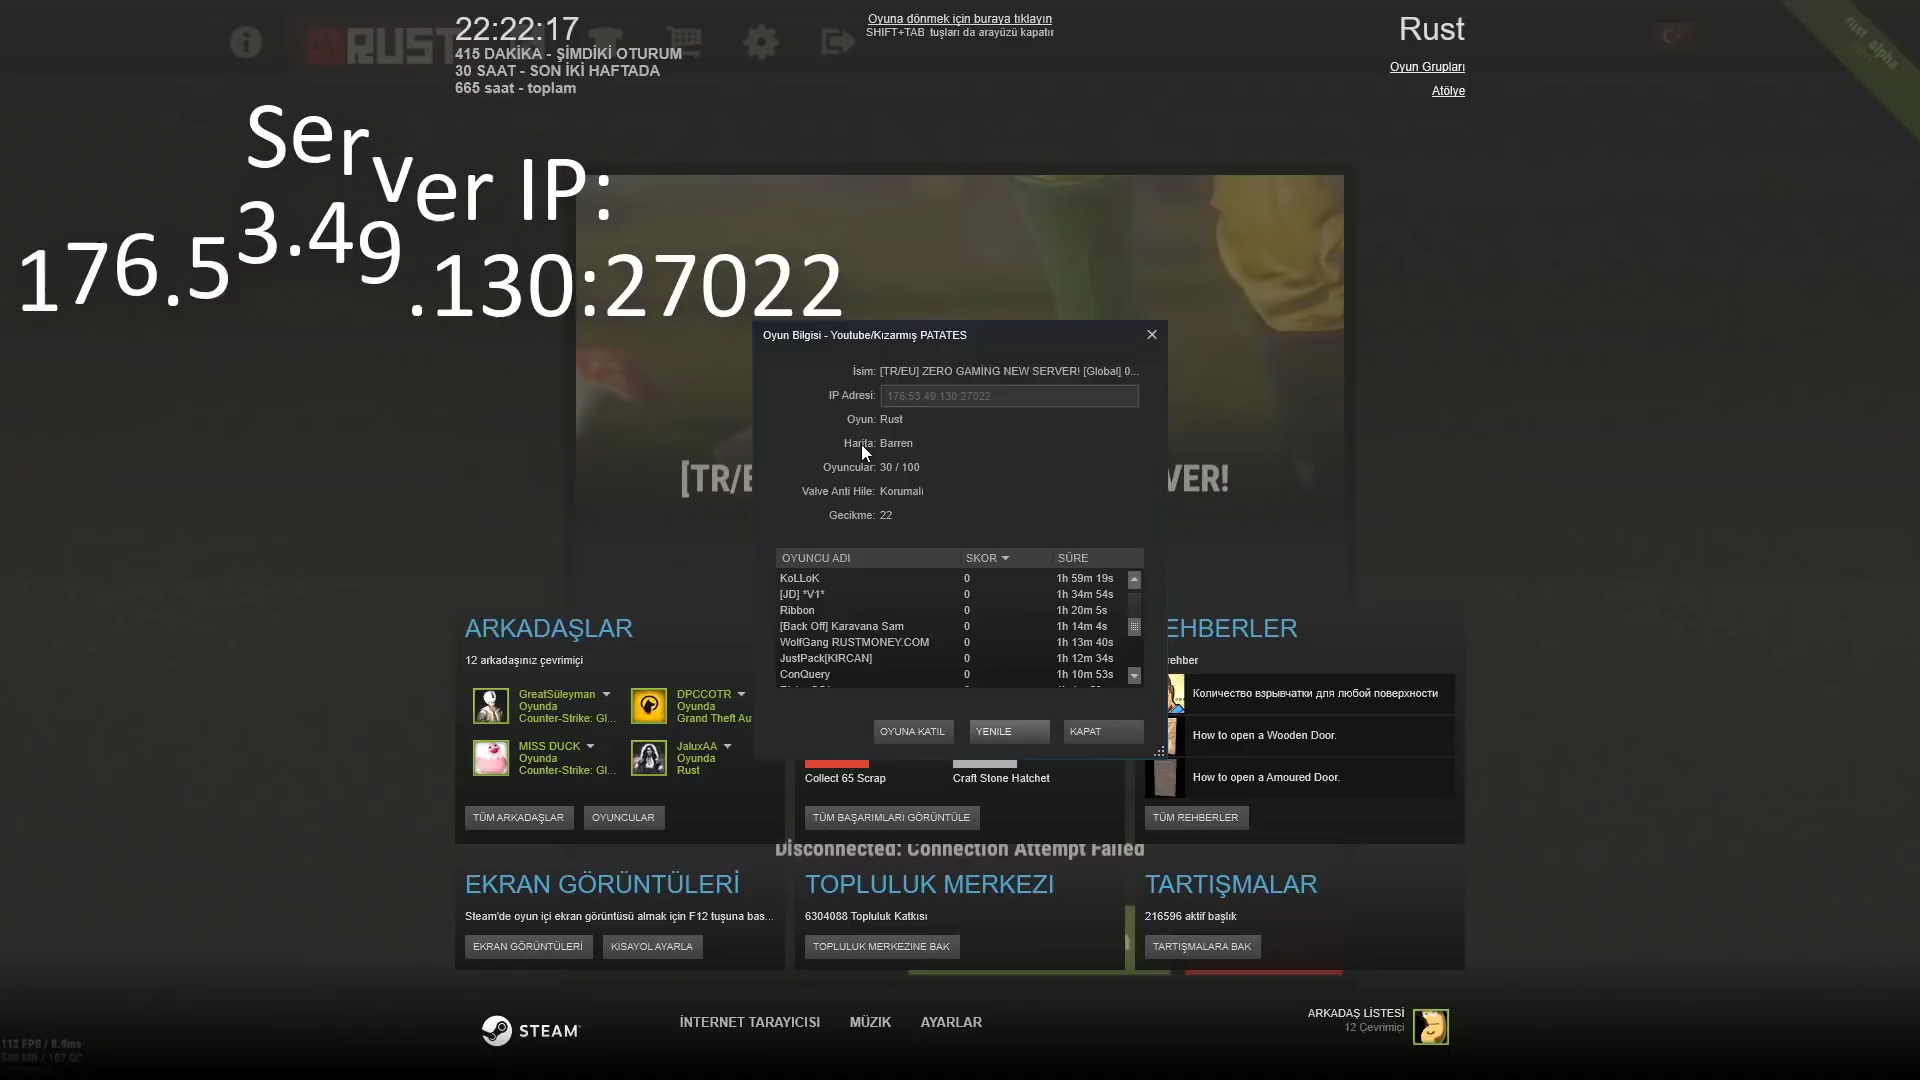 22:22:17
415 DAKİKA - ŞİMDİKİ OTURUM
30 SAAT - SON İKİ HAFTADA
665 saat - toplam
Oyuna dönmek için buraya tıklayın
SHIFT+TAB tuşları da arayüzü kapatır
Rust
Oyun Grupları
Atölye
RUST
rust alpha
Server IP:
176.53.49.130:27022
[TR/E
VER!
Oyun Bilgisi - Youtube/Kızarmış PATATES
İsim: [TR/EU] ZERO GAMİNG NEW SERVER! [Global] 0...
IP Adresi: 176.53.49.130:27022
Oyun: Rust
Harita: Barren
Oyuncular: 30 / 100
Valve Anti Hile: Korumalı
Gecikme: 22
OYUNCU ADI SKOR SÜRE
KoLLoK 0 1h 59m 19s
[JD] *V1* 0 1h 34m 54s
Ribbon 0 1h 20m 5s
[Back Off] Karavana Sam 0 1h 14m 4s
WolfGang RUSTMONEY.COM 0 1h 13m 40s
JustPack[KIRCAN] 0 1h 12m 34s
ConQuery 0 1h 10m 53s
OYUNA KATIL YENİLE KAPAT
ARKADAŞLAR
12 arkadaşınız çevrimiçi
GreatSüleyman
Oyunda
Counter-Strike: Gl...
DPCCOTR
Oyunda
Grand Theft Au
MISS DUCK
Oyunda
Counter-Strike: Gl...
JaluxAA
Oyunda
Rust
TÜM ARKADAŞLAR OYUNCULAR
Collect 65 Scrap
Craft Stone Hatchet
TÜM BAŞARIMLARI GÖRÜNTÜLE
EHBERLER
rehber
Количество взрывчатки для любой поверхности
How to open a Wooden Door.
How to open a Amoured Door.
TÜM REHBERLER
Disconnected: Connection Attempt Failed
EKRAN GÖRÜNTÜLERİ
Steam'de oyun içi ekran görüntüsü almak için F12 tuşuna bas...
EKRAN GÖRÜNTÜLERİ KISAYOL AYARLA
TOPLULUK MERKEZI
6304088 Topluluk Katkısı
TOPLULUK MERKEZINE BAK
TARTIŞMALAR
216596 aktif başlık
TARTIŞMALARA BAK
STEAM
İNTERNET TARAYICISI MÜZIK AYARLAR
ARKADAŞ LİSTESİ
12 Çevrimiçi
112 FPS / 8.9ms